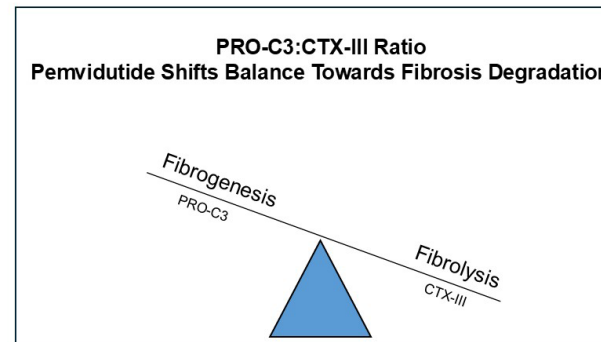 PRO-C3:CTX-III Ratio
Pemvidutide Shifts Balance Towards Fibrosis Degradation
Fibrogenesis
PRO-C3
Fibrolysis
CTX-III